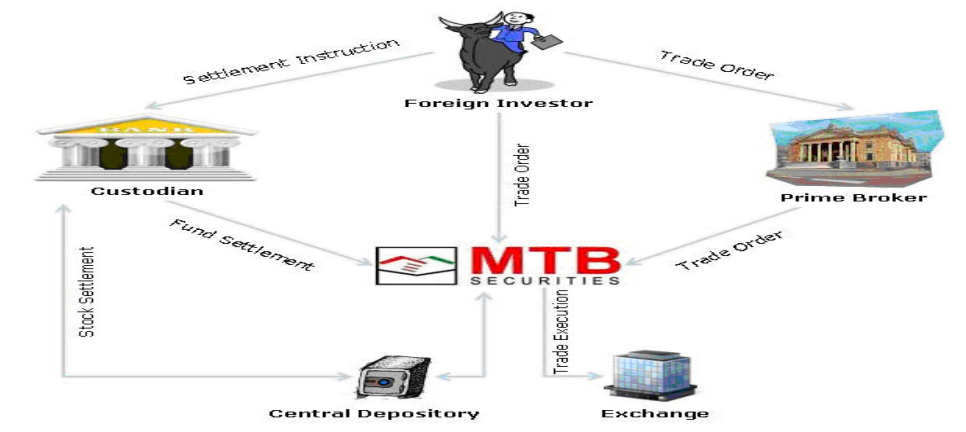 Settlement Instruction
Trade Order
Foreign Investor
BANK
Custodian
Trade Order
Prime Broker
Fund Settlement
Trade Order
MTB
SECURITIES
Stock Settlement
Trade Execution
Central Depository
Exchange